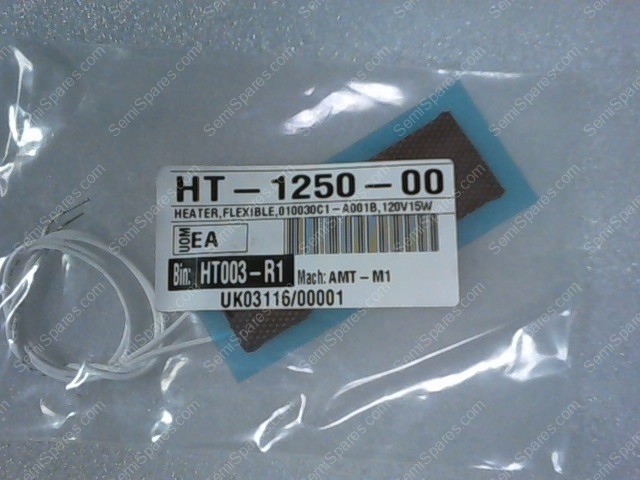 HT-1250-00
HEATER,FLEXIBLE,010030C1-A001B,120V15W
UOM EA
Bin: HT003-R1 Mach: AMT-M1
UK03116/00001
SemiSpares.com